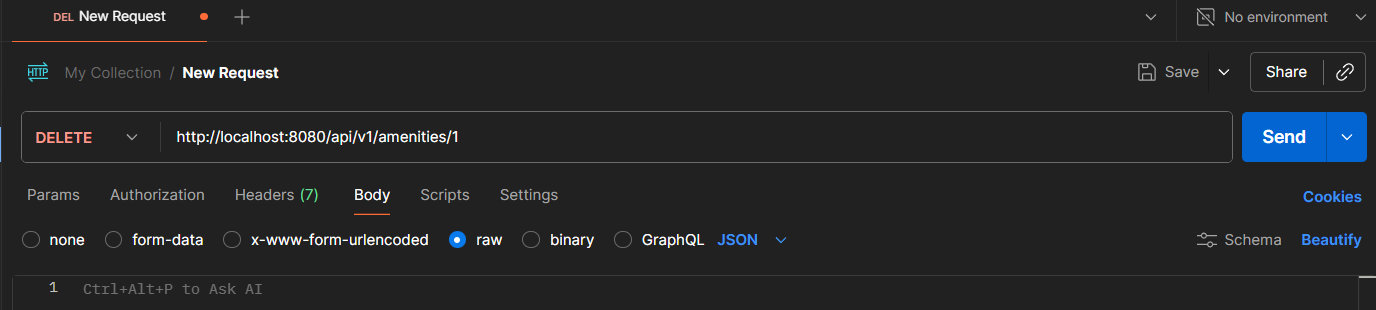 DEL New Request
No environment
HTTP My Collection / New Request Save Share
DELETE http://localhost:8080/api/v1/amenities/1 Send
Params Authorization Headers (7) Body Scripts Settings Cookies
none form-data x-www-form-urlencoded raw binary GraphQL JSON Schema Beautify
1 Ctrl+Alt+P to Ask AI